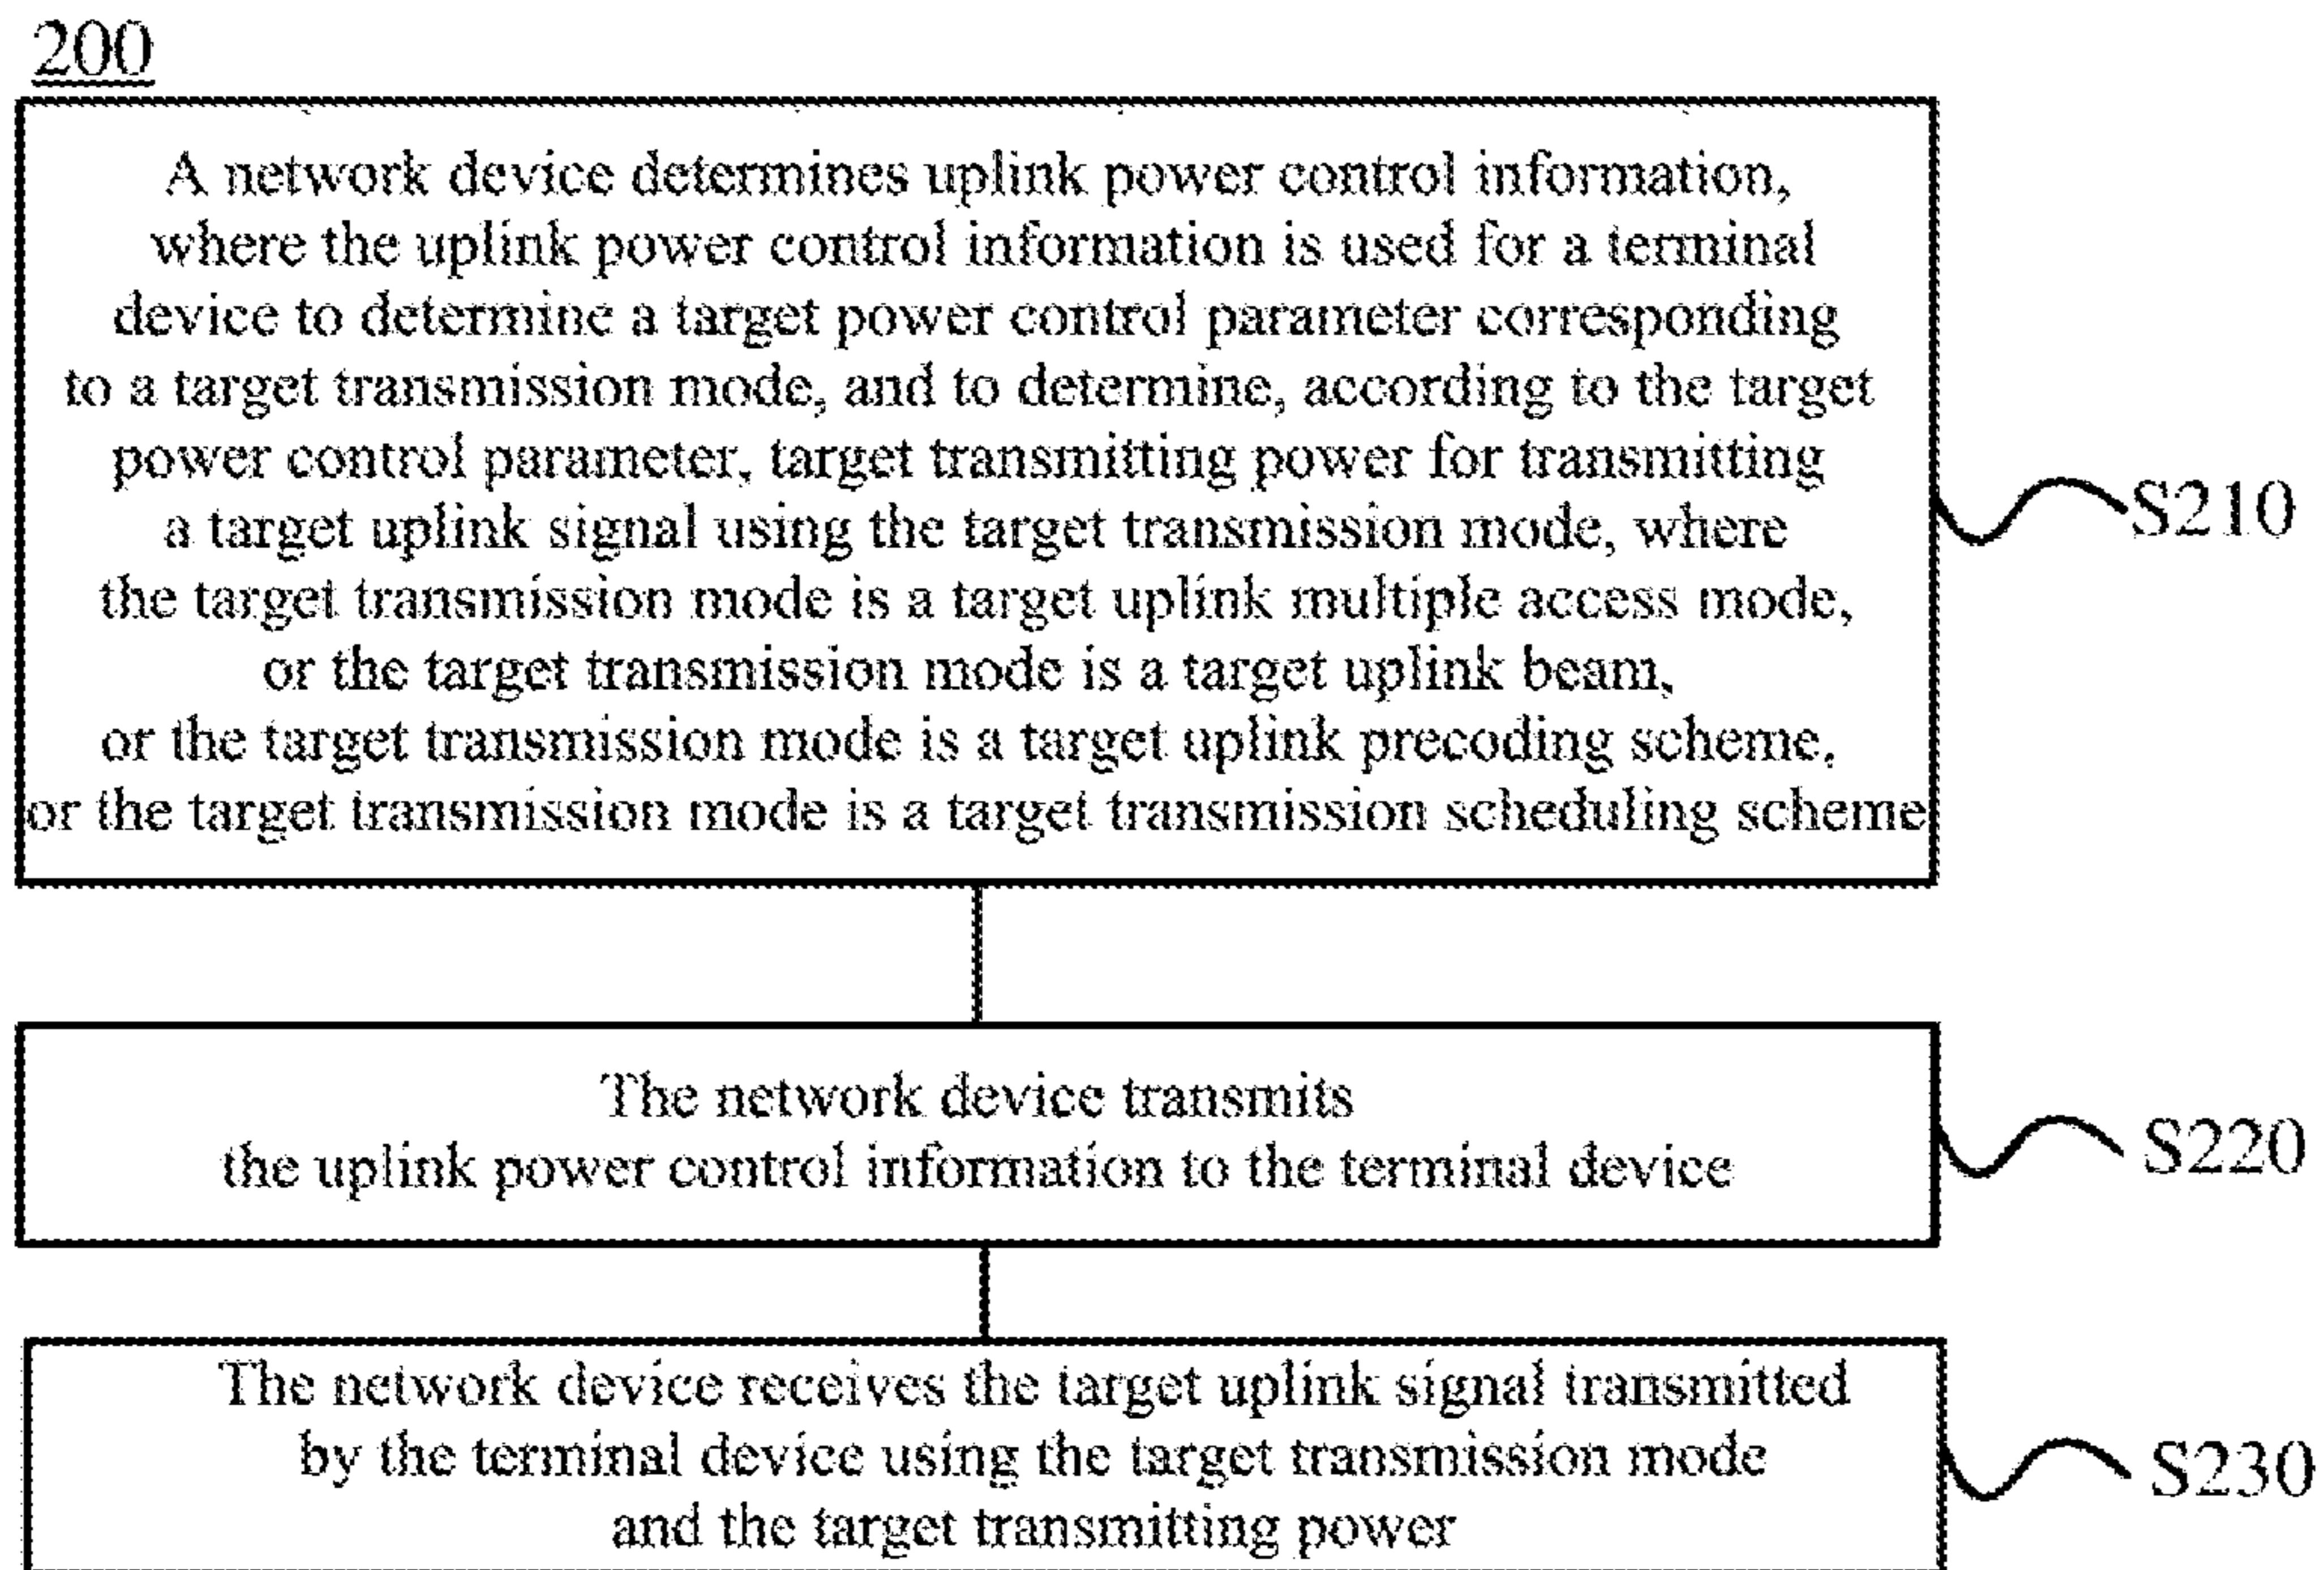 200
A network device determines uplink power control information,
where the uplink power control information is used for a terminal
device to determine a target power control parameter corresponding
to a target transmission mode, and to determine, according to the target
power control parameter, target transmitting power for transmitting
a target uplink signal using the target transmission mode, where
the target transmission mode is a target uplink multiple access mode,
or the target transmission mode is a target uplink beam,
or the target transmission mode is a target uplink precoding scheme,
or the target transmission mode is a target transmission scheduling scheme
S210
The network device transmits
the uplink power control information to the terminal device
S220
The network device receives the target uplink signal transmitted
by the terminal device using the target transmission mode
and the target transmitting power
S230